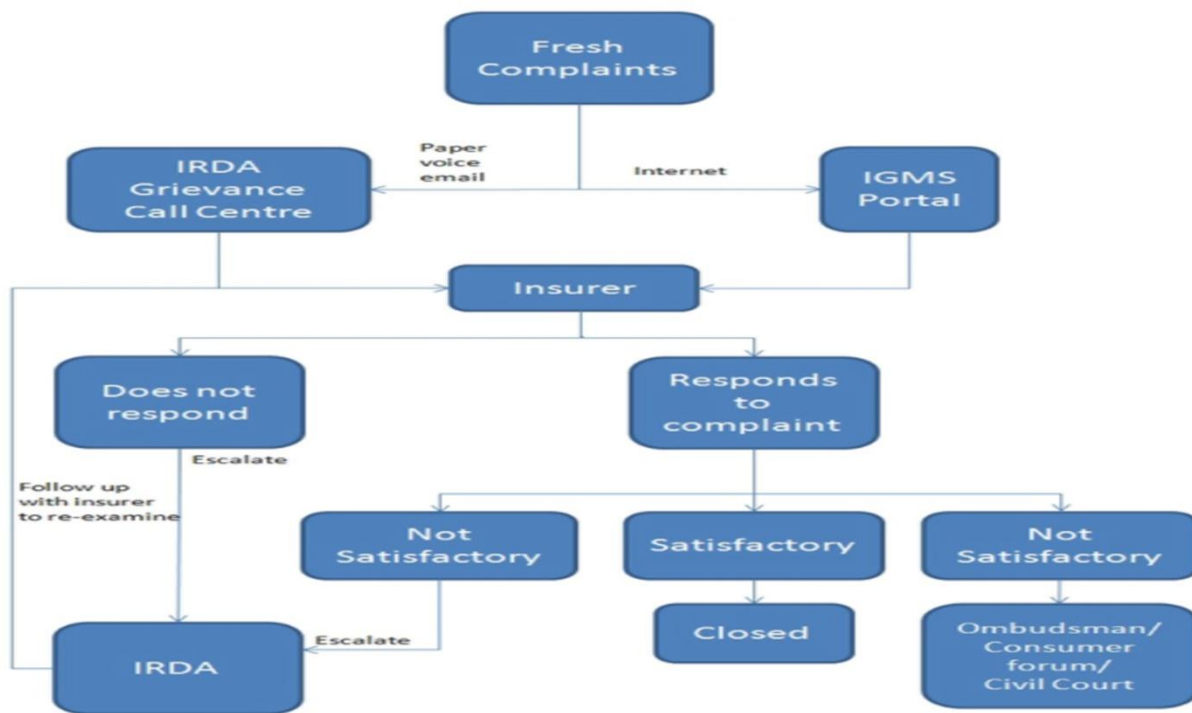 Fresh
Complaints
Paper
voice
email
Internet
IRDA
Grievance
Call Centre
IGMS
Portal
Insurer
Does not
respond
Responds
to
complaint
Escalate
Follow up
with insurer
to re-examine
Not
Satisfactory
Satisfactory
Not
Satisfactory
Escalate
IRDA
Closed
Ombudsman/
Consumer
forum/
Civil Court